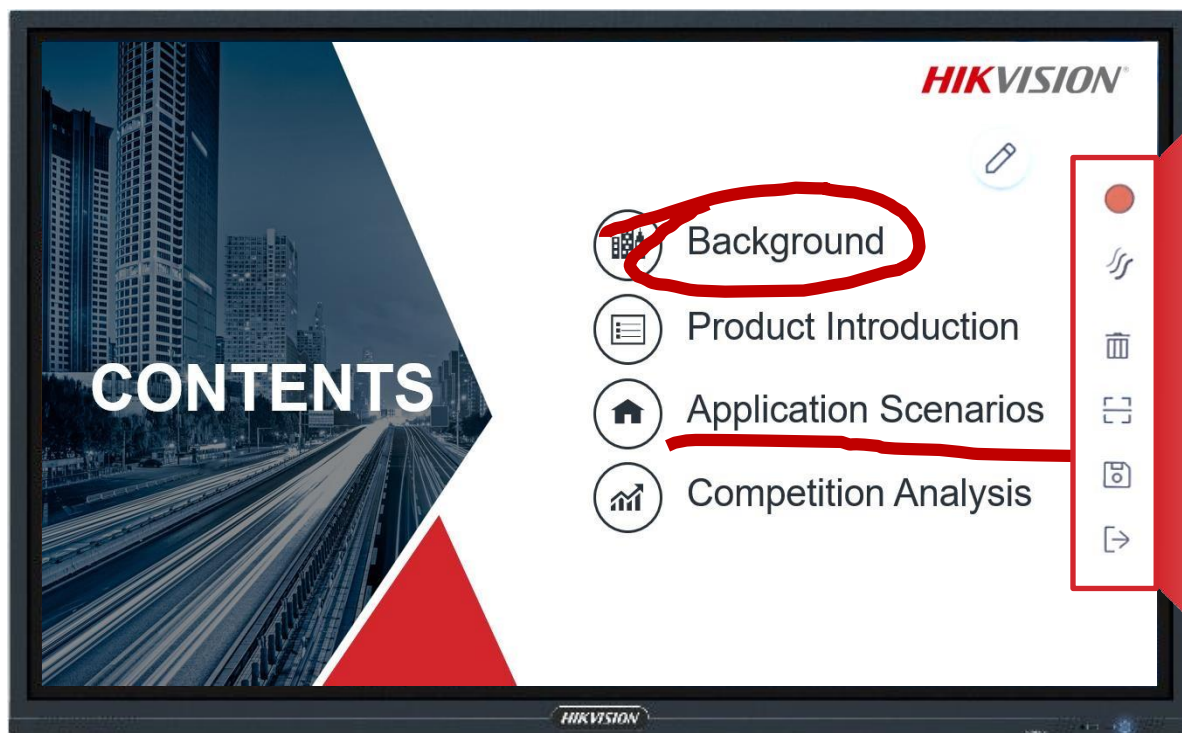 HIKVISION®
Background
Product Introduction
CONTENTS
Application Scenarios
Competition Analysis
HIKVISION